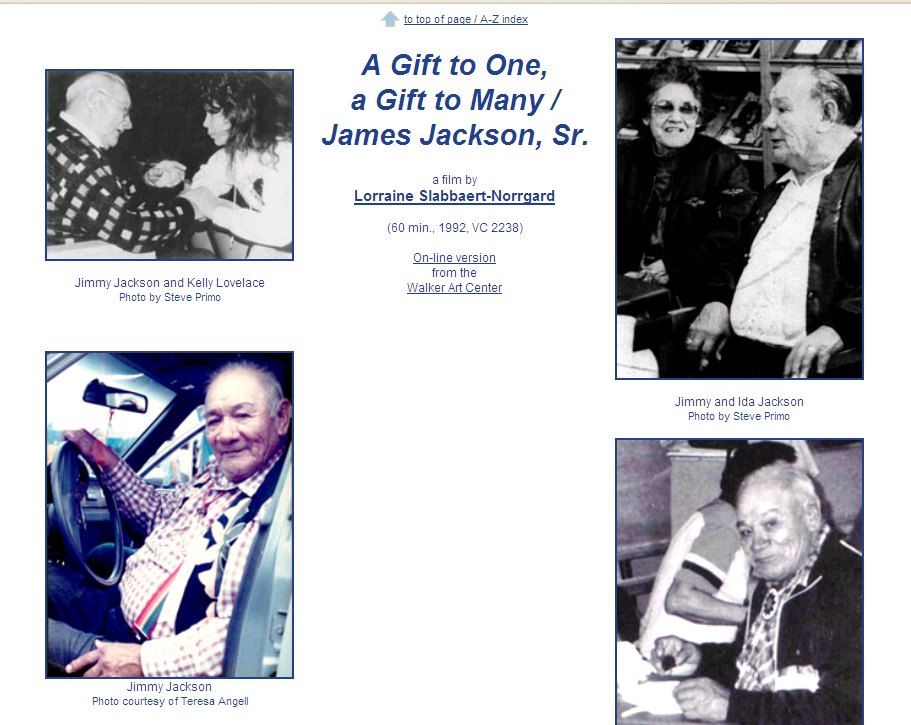 to top of page / A-Z index
A Gift to One,
a Gift to Many /
James Jackson, Sr.
a film by
Lorraine Slabbaert-Norrgard
(60 min., 1992, VC 2238)
On-line version
from the
Walker Art Center
Jimmy Jackson and Kelly Lovelace
Photo by Steve Primo
Jimmy and Ida Jackson
Photo by Steve Primo
Jimmy Jackson
Photo courtesy of Teresa Angell